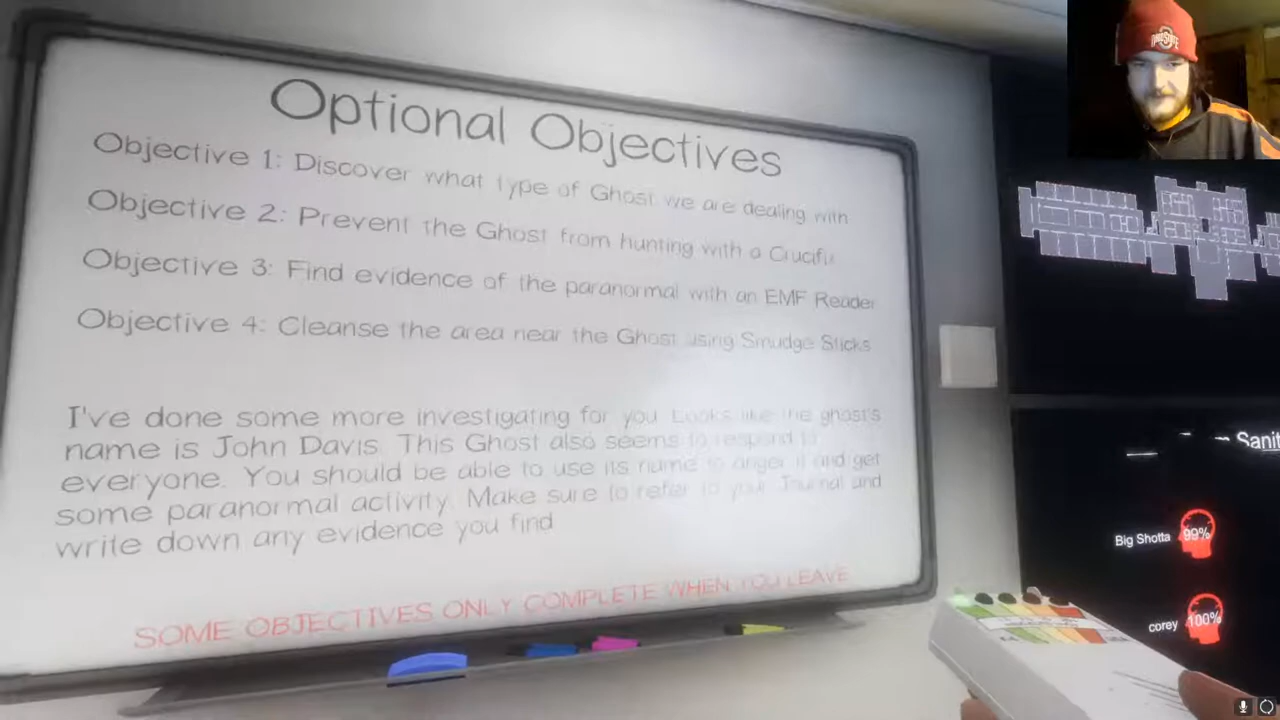 Optional Objectives
Objective 1: Discover what type of Ghost we are dealing with
Objective 2: Prevent the Ghost from hunting with a Crucifix
Objective 3: Find evidence of the paranormal with an EMF Reader
Objective 4: Cleanse the area near the Ghost using Smudge Sticks
I've done some more investigating for you. Looks like the ghost's
name is John Davis. This Ghost also seems to respond to
everyone. You should be able to use its name to anger it and get
some paranormal activity. Make sure to refer to your Journal and
write down any evidence you find
SOME OBJECTIVES ONLY COMPLETE WHEN YOU LEAVE
Sanit
Big Shotta 99%
corey 100%